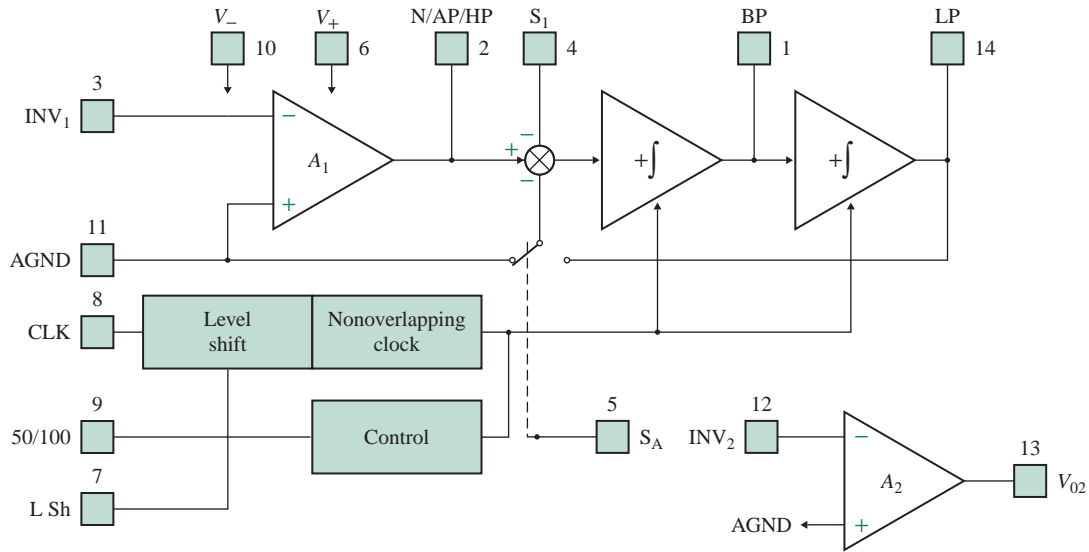 V− V+ N/AP/HP S1 BP LP
10 6 2 4 1 14
3
INV1
−
A1
+
−
+
−
+∫
+∫
11
AGND
8
CLK
Level shift
Nonoverlapping clock
9
50/100
Control
5
SA
12
INV2
−
A2
+
13
V02
AGND
7
L Sh